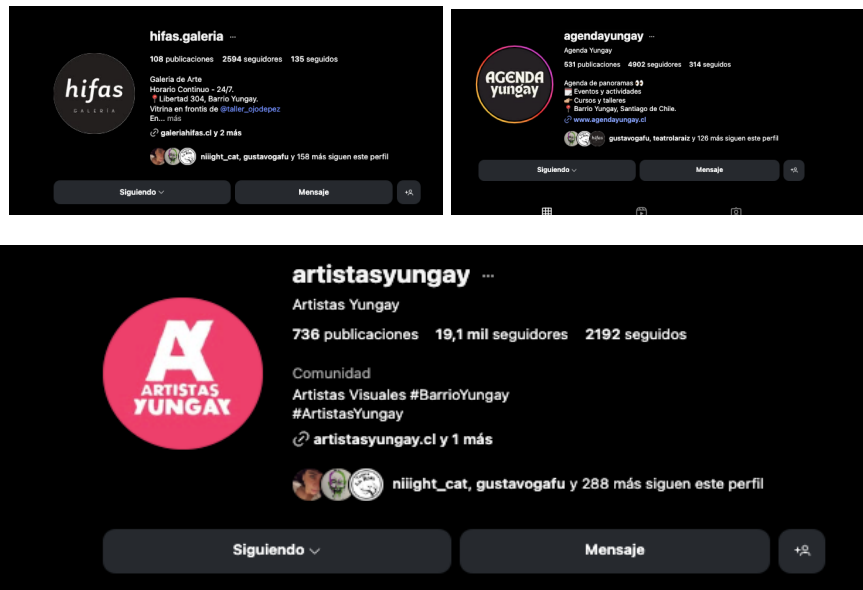 hifas.galeria ...
108 publicaciones 2594 seguidores 135 seguidos
hifas
GALERÍA
Galeria de Arte
Horario Continuo - 24/7.
📍Libertad 304, Barrio Yungay.
Vitrina en frontis de @taller_ojodepez
En... más
galeriahifas.cl y 2 más
niiight_cat, gustavogafu y 158 más siguen este perfil
Siguiendo
Mensaje
agendayungay ...
Agenda Yungay
531 publicaciones 4902 seguidores 314 seguidos
AGENDA
yungay
Agenda de panoramas 👀
🗓️ Eventos y actividades
Cursos y talleres
📍 Barrio Yungay, Santiago de Chile.
www.agendayungay.cl
hifas
gustavogafu, teatrolaraiz y 126 más siguen este perfil
Siguiendo
Mensaje
artistasyungay ...
Artistas Yungay
736 publicaciones 19,1 mil seguidores 2192 seguidos
AY
ARTISTAS
YUNGAY
Comunidad
Artistas Visuales #BarrioYungay
#ArtistasYungay
artistasyungay.cl y 1 más
niiight_cat, gustavogafu y 288 más siguen este perfil
Siguiendo
Mensaje